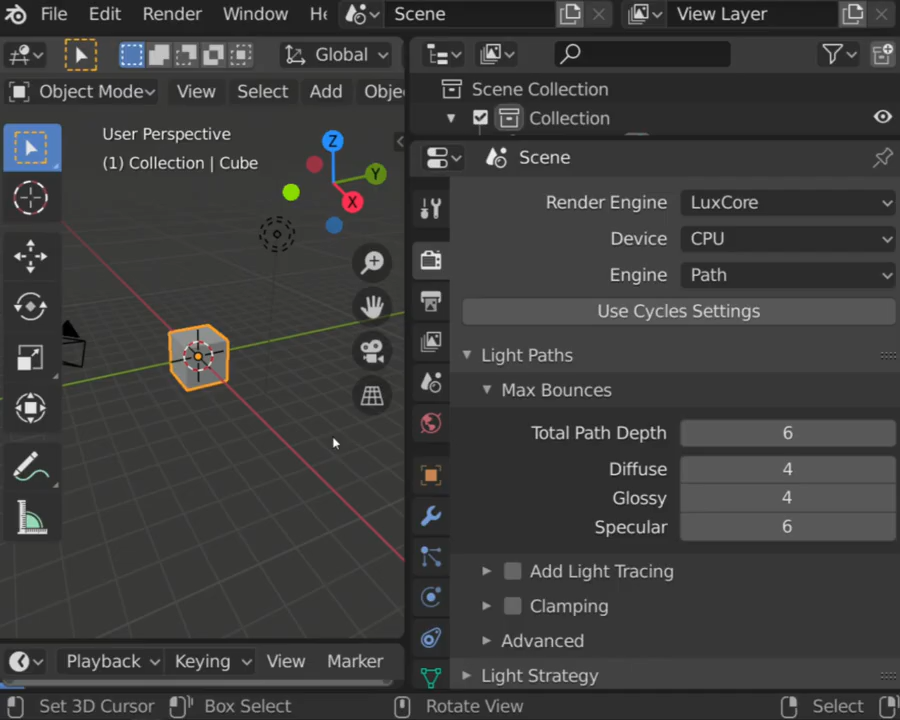 File Edit Render Window He Scene View Layer
Global
Object Mode View Select Add Objec
Scene Collection
Collection
User Perspective
(1) Collection | Cube
Z
Y
X
Scene
Render Engine LuxCore
Device CPU
Engine Path
Use Cycles Settings
Light Paths
Max Bounces
Total Path Depth 6
Diffuse 4
Glossy 4
Specular 6
Add Light Tracing
Clamping
Advanced
Light Strategy
Playback Keying View Marker
Set 3D Cursor Box Select Rotate View Select